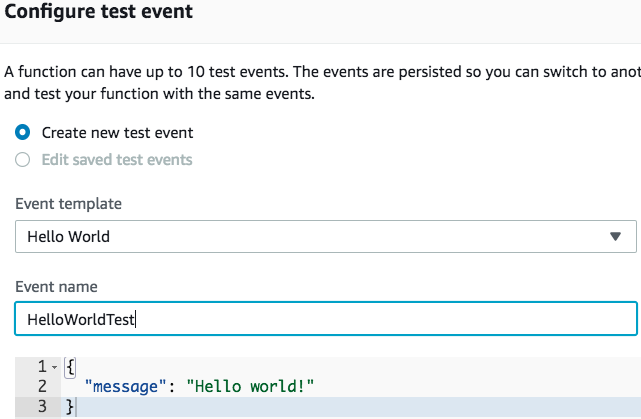 Configure test event
A function can have up to 10 test events. The events are persisted so you can switch to
and test your function with the same events.
Create new test event
Edit saved test events
Event template
Hello World
Event name
HelloWorldTest
1 {
2 "message": "Hello world!"
3 }